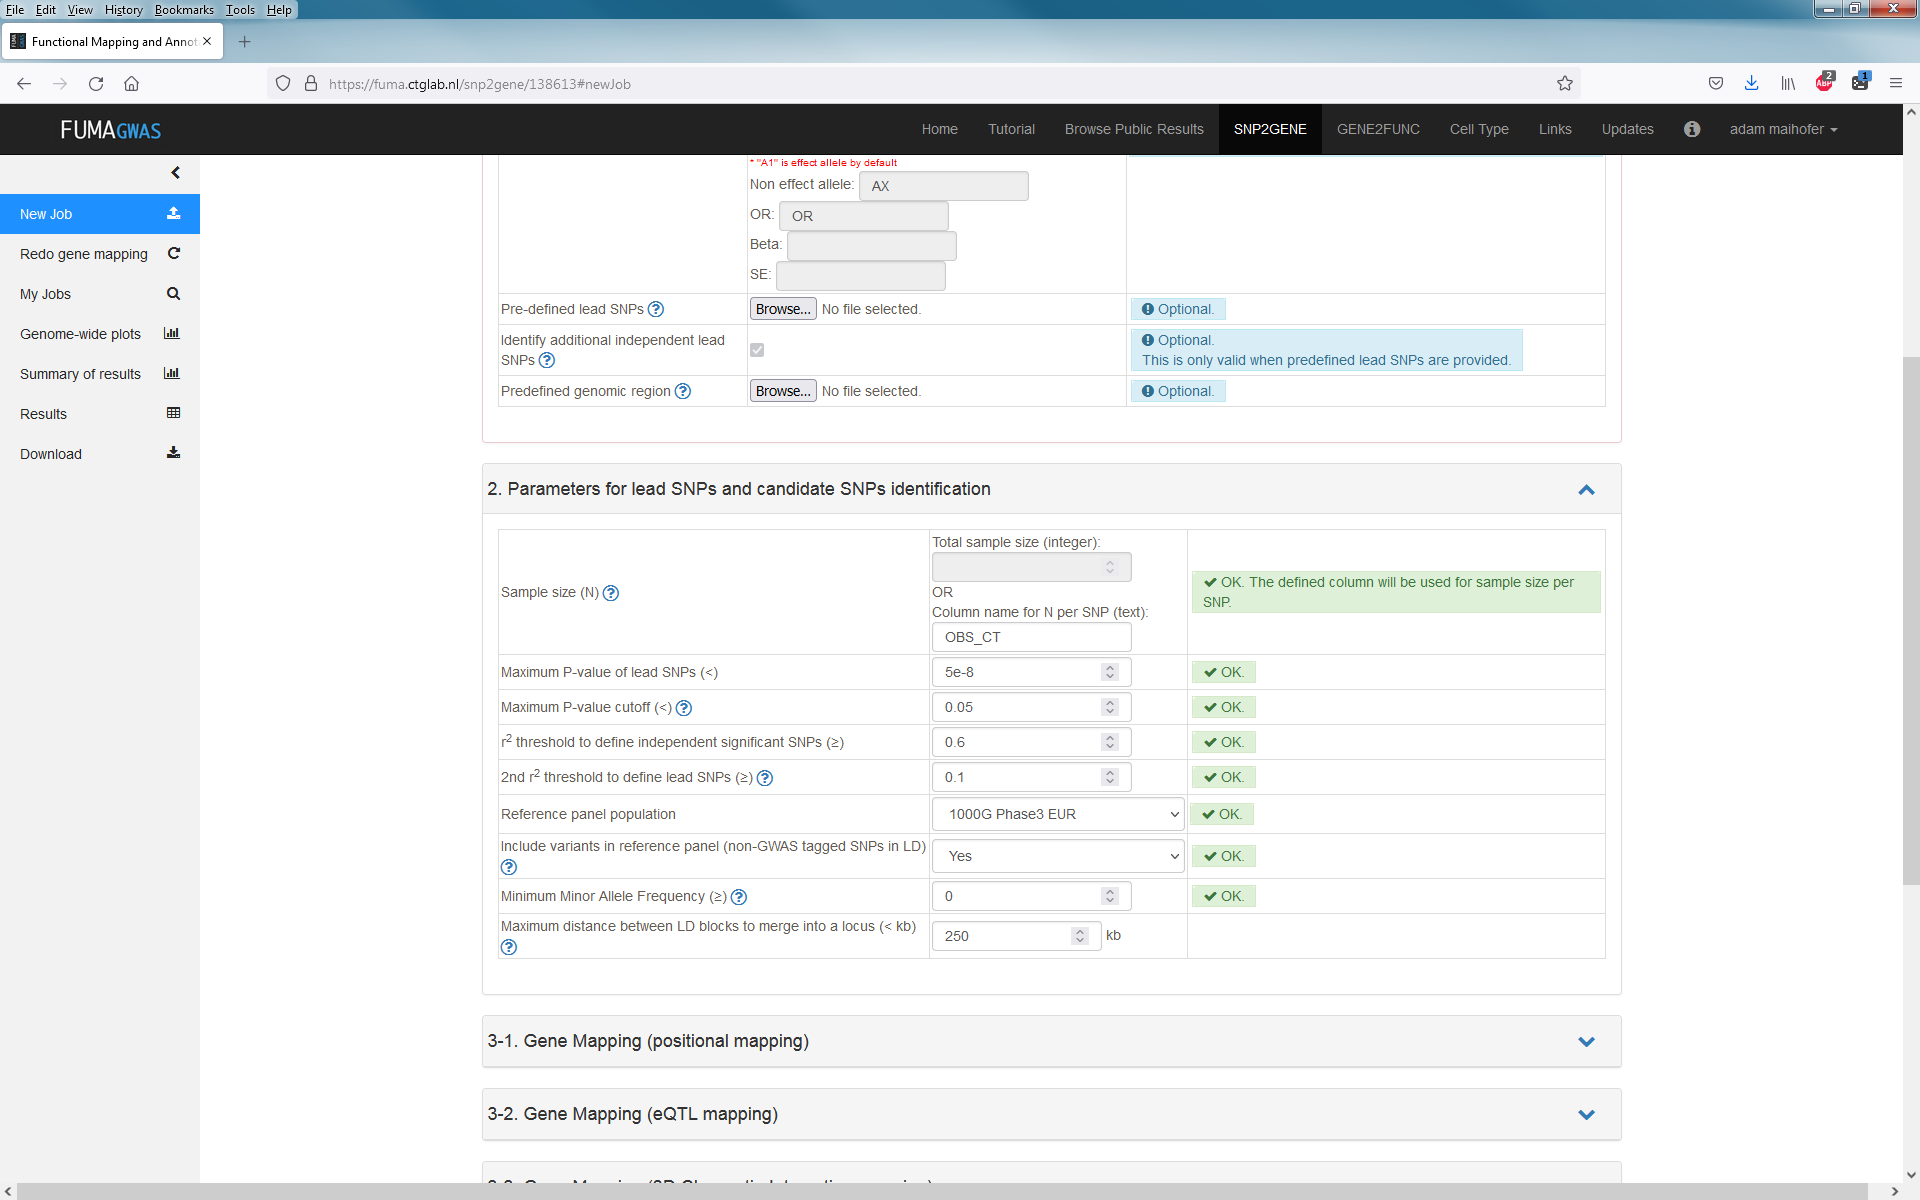 File Edit View History Bookmarks Tools Help
Functional Mapping and Annot
https://fuma.ctglab.nl/snp2gene/138613#newJob
ABP 2 1
FUMAGWAS Home Tutorial Browse Public Results SNP2GENE GENE2FUNC Cell Type Links Updates adam maihofer
New Job
Redo gene mapping
My Jobs
Genome-wide plots
Summary of results
Results
Download
* "A1" is effect allele by default
Non effect allele: AX
OR: OR
Beta:
SE:
Pre-defined lead SNPs Browse... No file selected. Optional.
Identify additional independent lead SNPs Optional.
This is only valid when predefined lead SNPs are provided.
Predefined genomic region Browse... No file selected. Optional.
2. Parameters for lead SNPs and candidate SNPs identification
Sample size (N)
Total sample size (integer):
OR
Column name for N per SNP (text):
OBS_CT
OK. The defined column will be used for sample size per
SNP.
Maximum P-value of lead SNPs (<) 5e-8 OK.
Maximum P-value cutoff (<) 0.05 OK.
r2 threshold to define independent significant SNPs (≥) 0.6 OK.
2nd r2 threshold to define lead SNPs (≥) 0.1 OK.
Reference panel population 1000G Phase3 EUR OK.
Include variants in reference panel (non-GWAS tagged SNPs in LD) Yes OK.
Minimum Minor Allele Frequency (≥) 0 OK.
Maximum distance between LD blocks to merge into a locus (< kb) 250 kb
3-1. Gene Mapping (positional mapping)
3-2. Gene Mapping (eQTL mapping)